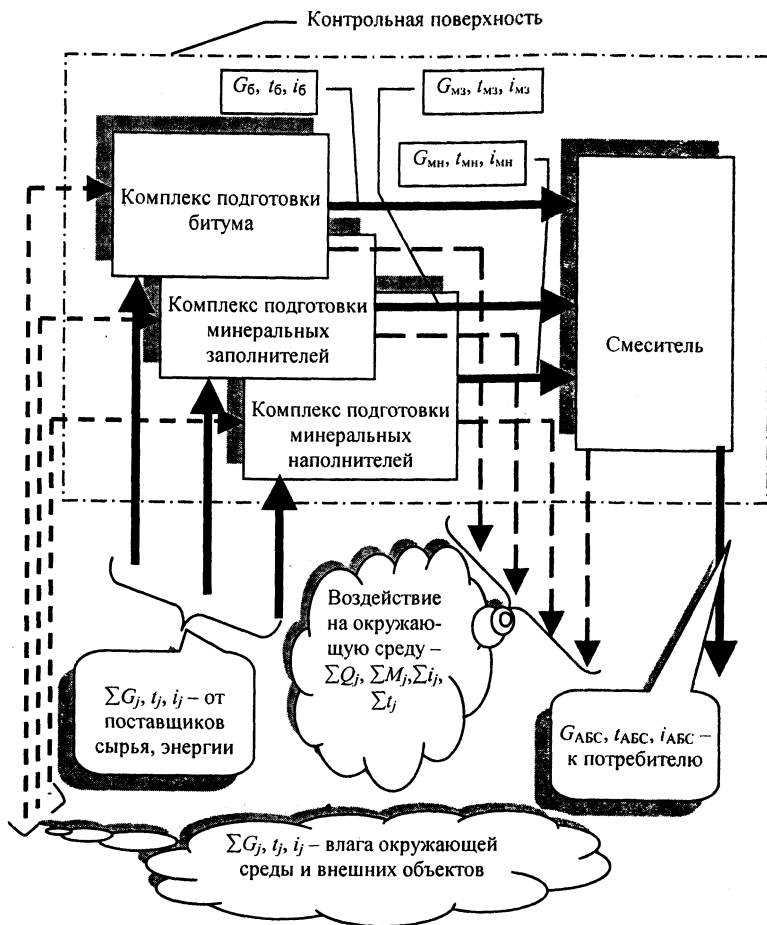 Контрольная поверхность
Gб, tб, iб
Gмз, tмз, iмз
Gмн, tмн, iмн
Комплекс подготовки
битума
Комплекс подготовки
минеральных
заполнителей
Комплекс подготовки
минеральных
наполнителей
Смеситель
Воздействие
на окружаю-
щую среду –
∑Qj, ∑Mj, ∑ij,
∑tj
∑Gj, tj, ij – от
поставщиков
сырья, энергии
GАБС, tАБС, iАБС –
к потребителю
∑Gj, tj, ij – влага окружающей
среды и внешних объектов